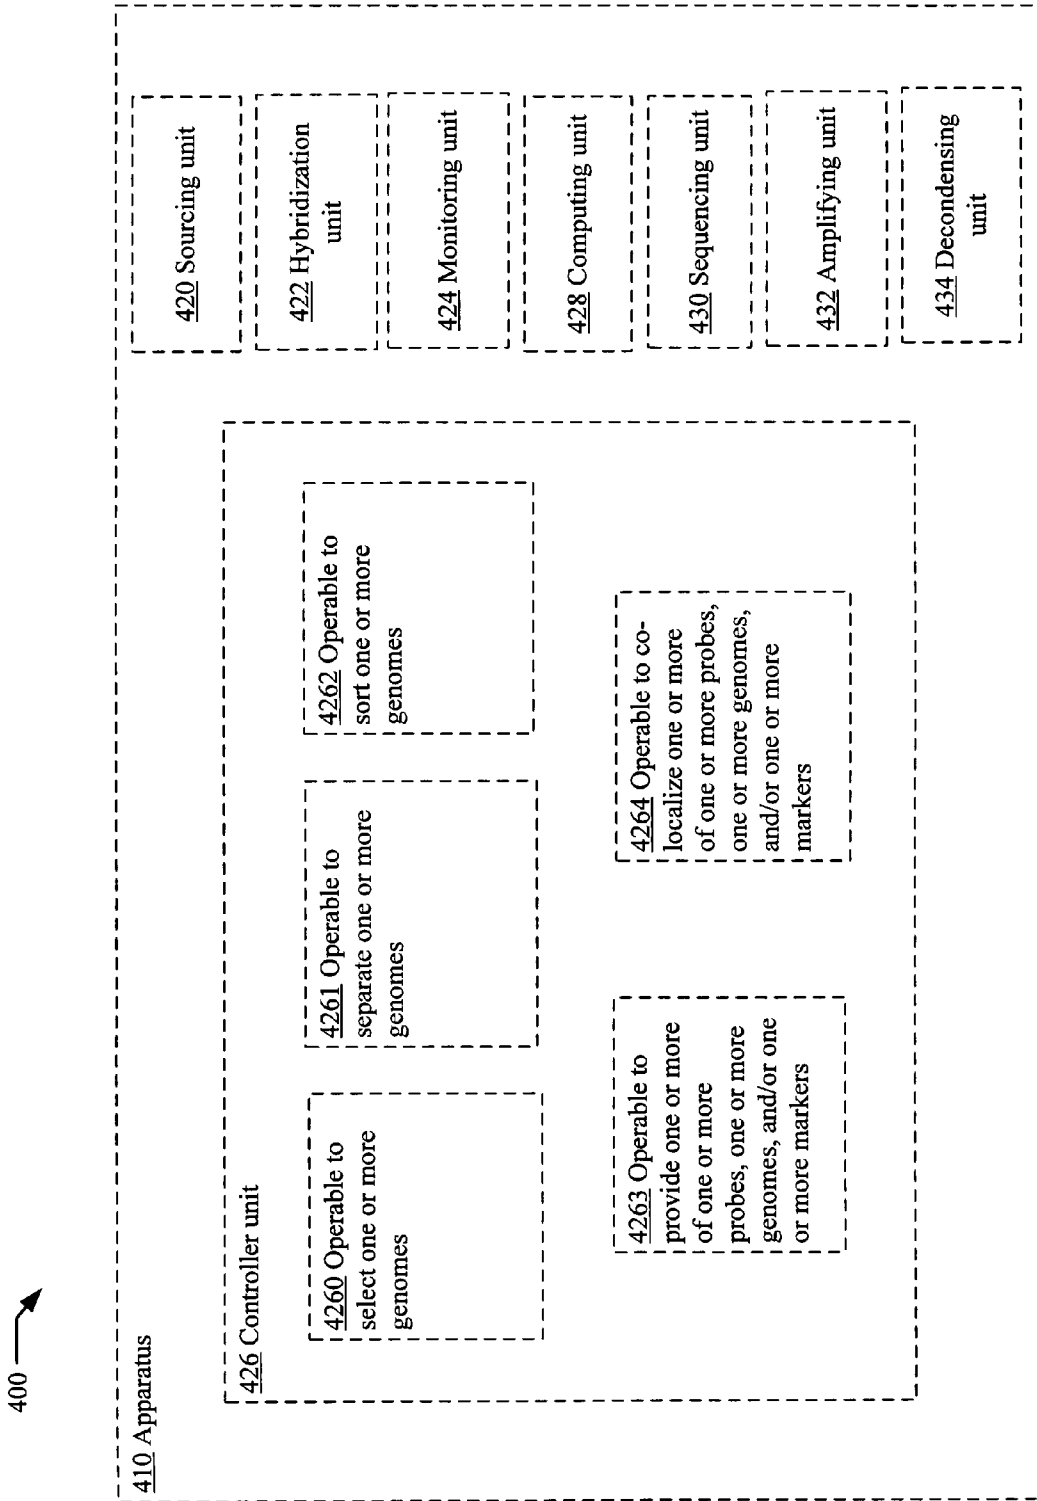 400
410 Apparatus
426 Controller unit
4260 Operable to
select one or more
genomes
4261 Operable to
separate one or more
genomes
4262 Operable to
sort one or more
genomes
4263 Operable to
provide one or more
of one or more
probes, one or more
genomes, and/or one
or more markers
4264 Operable to co-
localize one or more
of one or more probes,
one or more genomes,
and/or one or more
markers
420 Sourcing unit
422 Hybridization
unit
424 Monitoring unit
428 Computing unit
430 Sequencing unit
432 Amplifying unit
434 Decondensing
unit